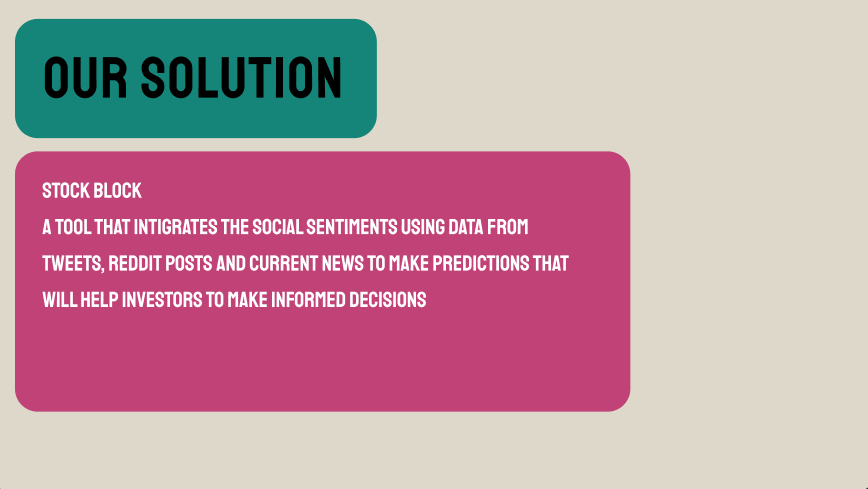 OUR SOLUTION
STOCK BLOCK
A TOOL THAT INTIGRATES THE SOCIAL SENTIMENTS USING DATA FROM
TWEETS, REDDIT POSTS AND CURRENT NEWS TO MAKE PREDICTIONS THAT
WILL HELP INVESTORS TO MAKE INFORMED DECISIONS